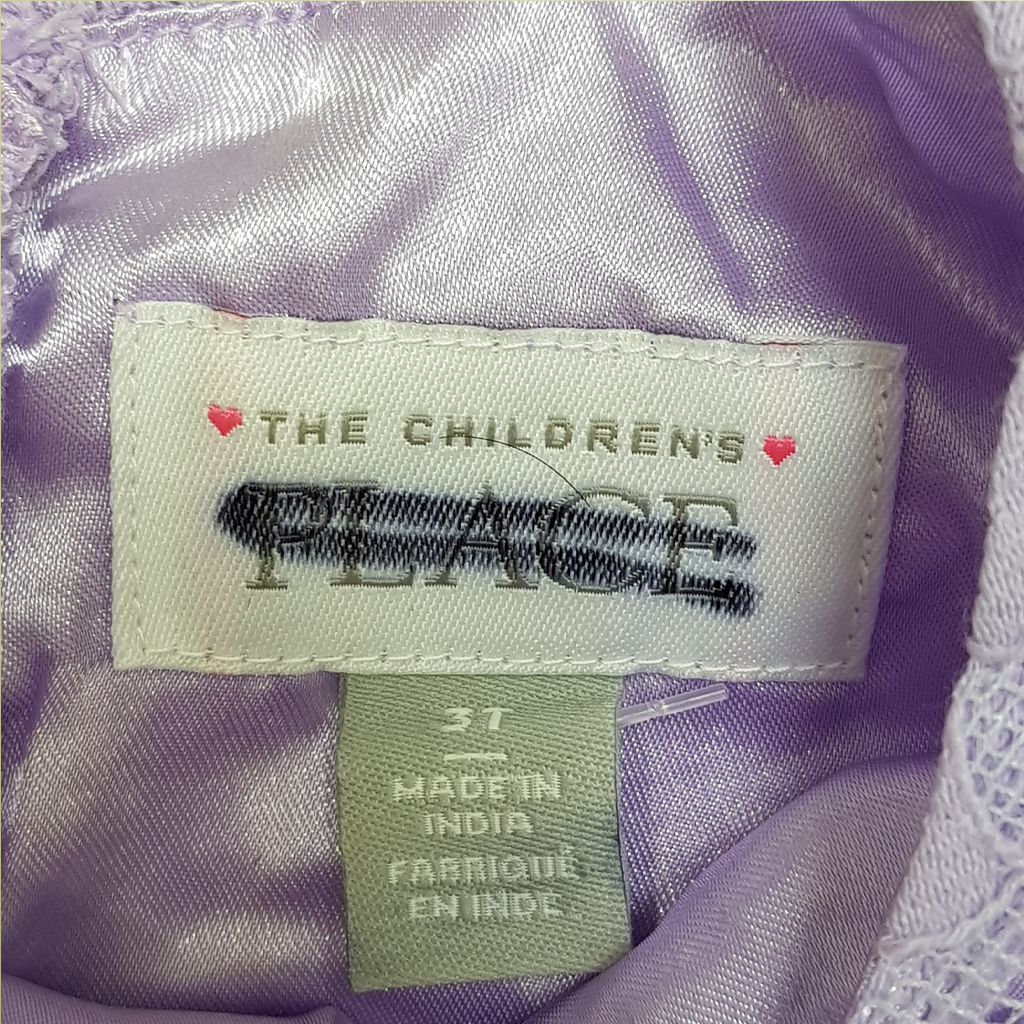 THE CHILDREN'S
PLACE
3T
MADE IN
INDIA
FABRIQUÉ
EN INDE